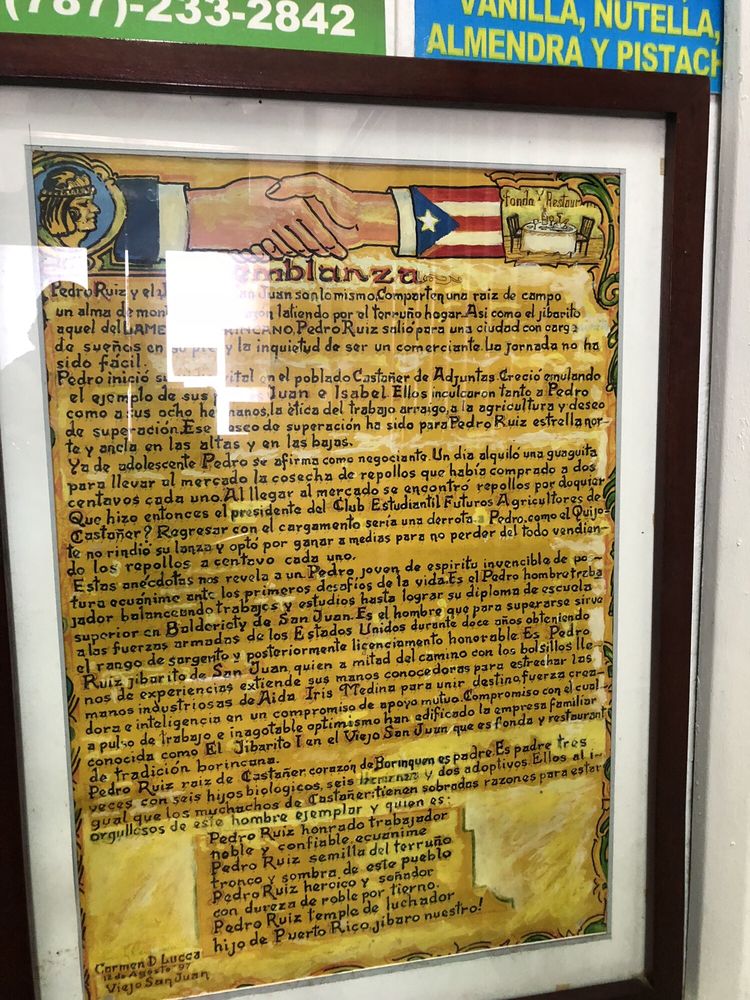 (787)-233-2842
VANILLA, NUTELLA,
ALMENDRA Y PISTACH
Fonda Y Restaur
emblanza
Pedro Ruiz y el an Juan son lo mismo. Comparten una raiz de campo
un alma de mon latiendo por el terruño hogar. Asi como el jibarito
aquel del LAME RINCANO, Pedro Ruiz salió para una ciudad con carga
de sueños en su y la inquietud de ser un comerciante. La jornada no ha
sido fácil.
Pedro inició su vital en el poblado Castañer de Adjuntas. Creció emulando
el ejemplo de sus Juan e Isabel. Ellos inculcaron tanto a Pedro
como a sus ocho hermanos, la ética del trabajo arraigo, a la agricultura y deseo
de superación. Ese deseo de superación ha sido para Pedro Ruiz estrella nor-
te y ancla en las altas y en las bajas.
Ya de adolescente Pedro se afirma como negociante. Un dia alquiló una guaguita
para llevar al mercado la cosecha de repollos que había comprado a dos
centavos cada uno. Al llegar al mercado se encontró repollos por doquier
Que hizo entonces el presidente del Club Estudiantil Futuros Agricultores de
Castañer? Regresar con el cargamento sería una derrota. Pedro, como el Quijo
te no rindió su lanza y optó por ganar a medias para no perder del todo vendien-
do los repollos a centavo cada uno.
Estas anécdotas nos revela a un Pedro joven de espiritu invencible de pos-
tura ecuánime ante los primeros desafíos de la vida. Es el Pedro hombre traba
jador balanceando trabajos y estudios hasta lograr su diploma de escuela
superior en Baldorioty de San Juan. Es el hombre que para superarse sirve
a las fuerzas armadas de los Estados Unidos durante doce años obteniendo
el rango de sargento y posteriormente licenciamento honorable. Es Pedro
Ruiz jibarito de San Juan quien a mitad del camino con los bolsillos lle-
nos de experiencias extiende sus manos conocedoras para estrechar las
manos industriosas de Aida Iris Medina para unir destino, fuerza crea-
dora e inteligencia en un compromiso de apoyo mutuo. Compromiso con el cual
a pulso de trabajo e inagotable optimismo han edificado la empresa familiar
conocida como El Jibarito I en el Viejo San Juan que es fonda y restaurant
de tradición borincana.
Pedro Ruiz raiz de Castañer, corazón de Borinquen es padre. Es padre tres
veces con seis hijos biológicos, seis y dos adoptivos. Ellos al i-
gual que los muchachos de Castañer, tienen sobradas razones para estar
orgullosos de este hombre ejemplar y quien es:
Pedro Ruiz honrado trabajador
noble y confiable, ecuanime
Pedro Ruiz semilla del terruño
tronco y sombra de este pueblo
Pedro Ruiz heroico y soñador
con dureza de roble por tierno.
Pedro Ruiz temple de luchador
hijo de Puerto Rico, jíbaro nuestro!
Carmen D Lucca
12 de Agosto 97
Viejo San Juan